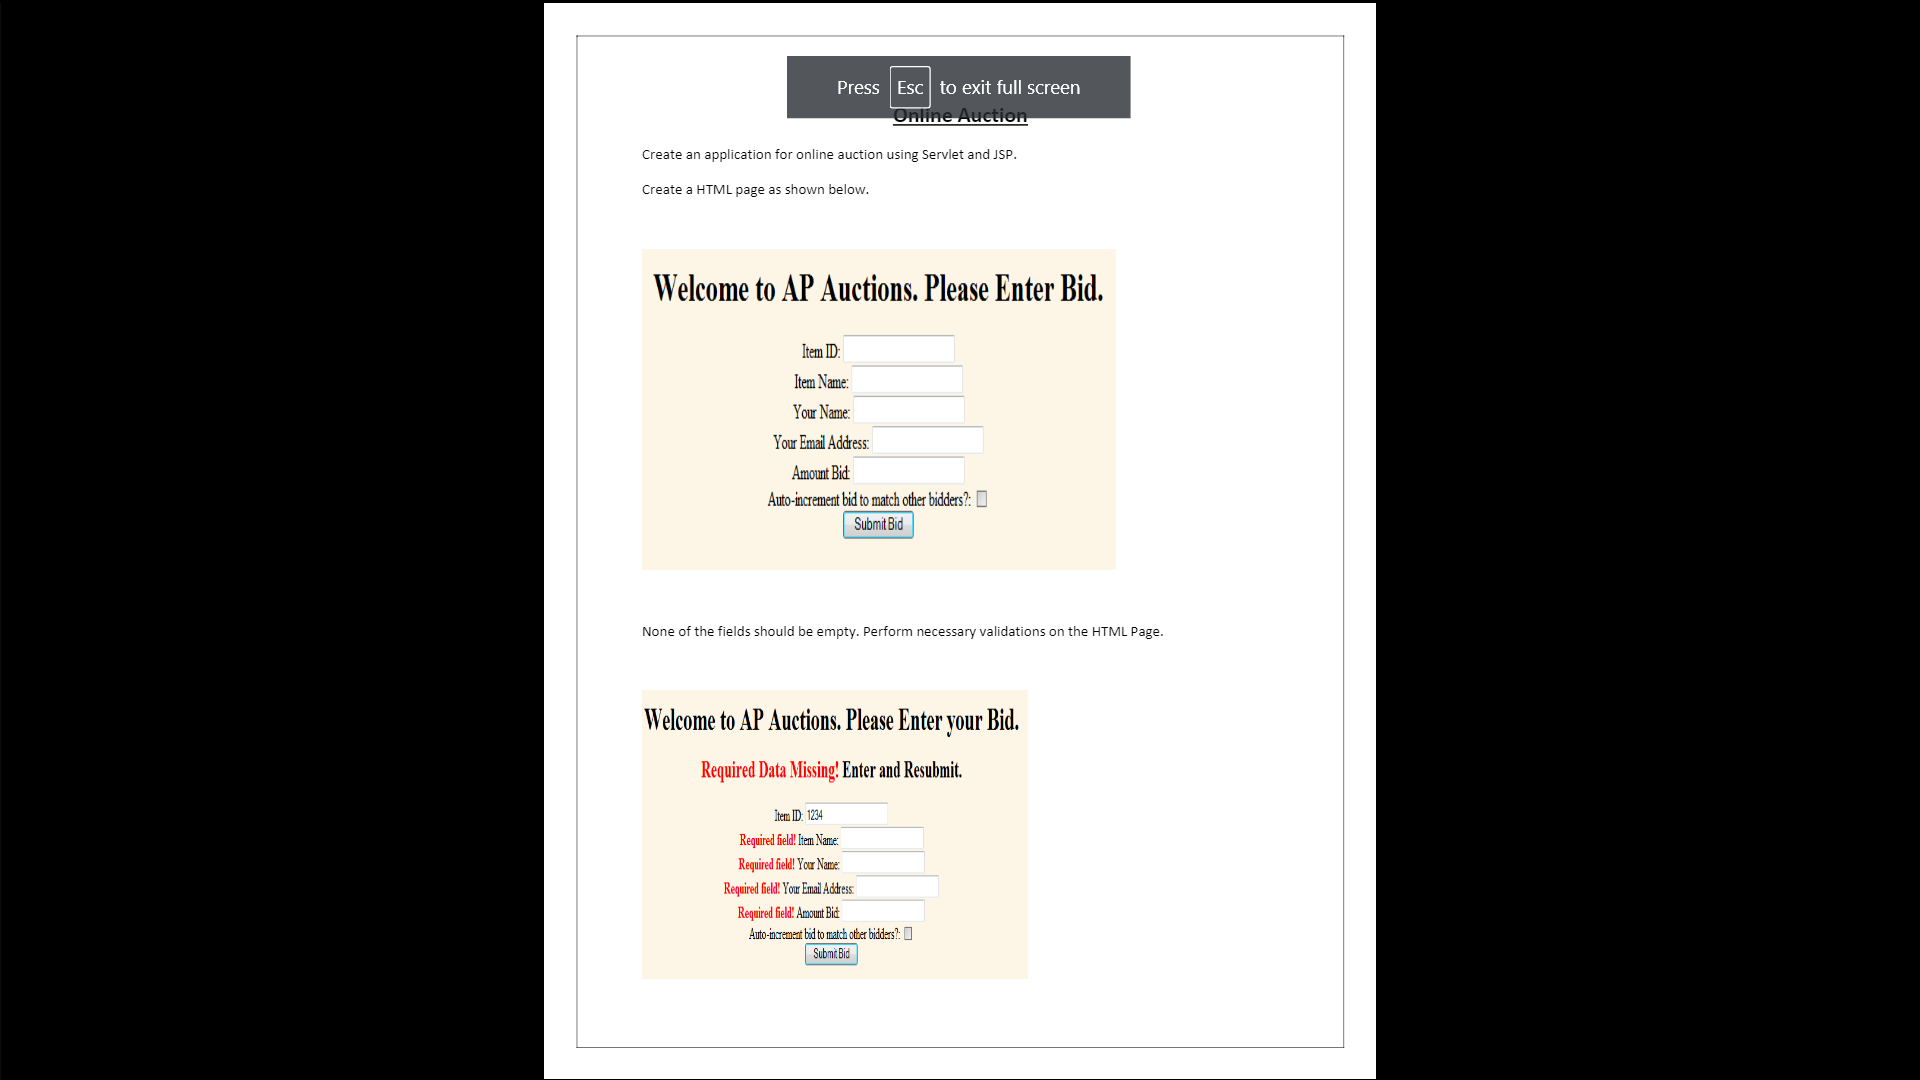 Press Esc to exit full screen
Online Auction
Create an application for online auction using Servlet and JSP.
Create a HTML page as shown below.
Welcome to AP Auctions. Please Enter Bid.
Item ID:
Item Name:
Your Name:
Your Email Address:
Amount Bid:
Auto-increment bid to match other bidders?:
Submit Bid
None of the fields should be empty. Perform necessary validations on the HTML Page.
Welcome to AP Auctions. Please Enter your Bid.
Required Data Missing! Enter and Resubmit.
Item ID: 1234
Required field! Item Name:
Required field! Your Name:
Required field! Your Email Address:
Required field! Amount Bid:
Auto-increment bid to match other bidders?:
Submit Bid